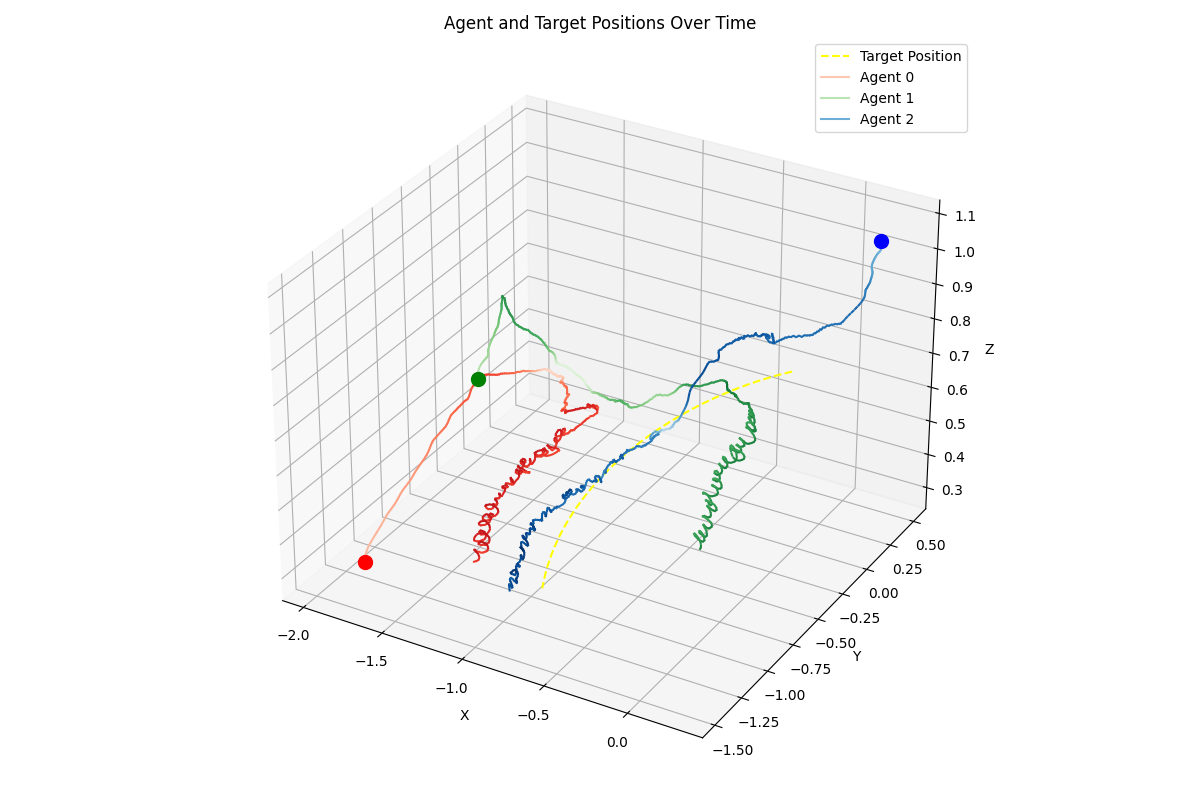 Agent and Target Positions Over Time
Target Position
Agent 0
Agent 1
Agent 2
1.1
1.0
0.9
0.8
Z
0.7
0.6
0.5
0.4
0.3
0.50
0.25
0.00
−0.25
−0.50
Y
−0.75
−1.00
−1.25
−1.50
−2.0
−1.5
−1.0
X
−0.5
0.0